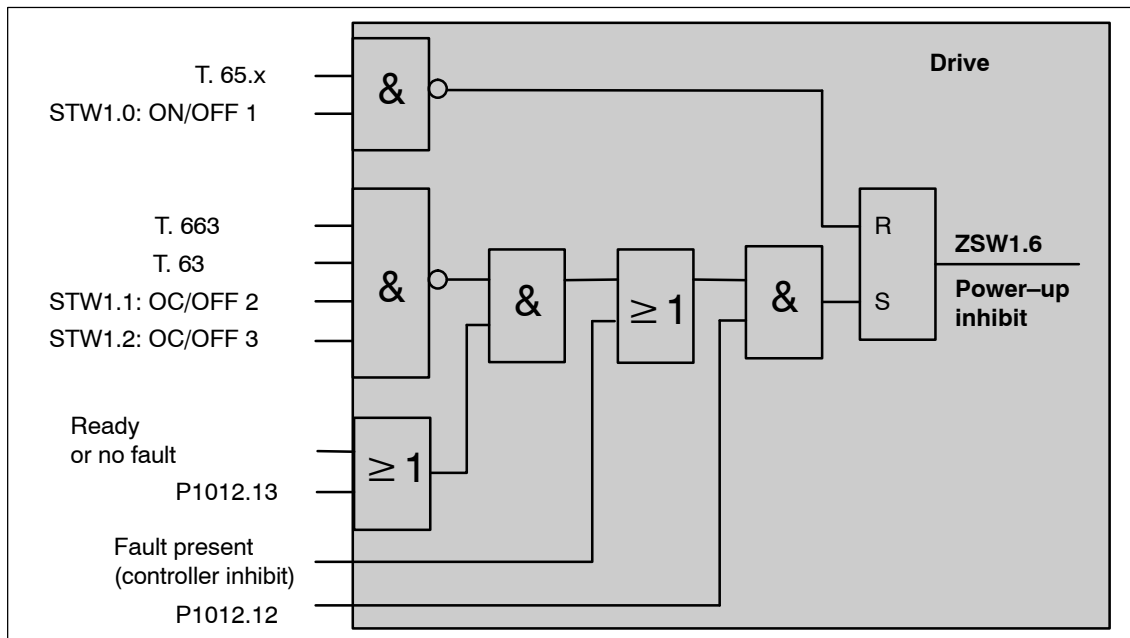 Drive
T. 65.x
&
STW1.0: ON/OFF 1
T. 663
T. 63
STW1.1: OC/OFF 2
STW1.2: OC/OFF 3
&
&
≥ 1
&
R
S
ZSW1.6
Power–up
inhibit
Ready
or no fault
P1012.13
≥ 1
Fault present
(controller inhibit)
P1012.12